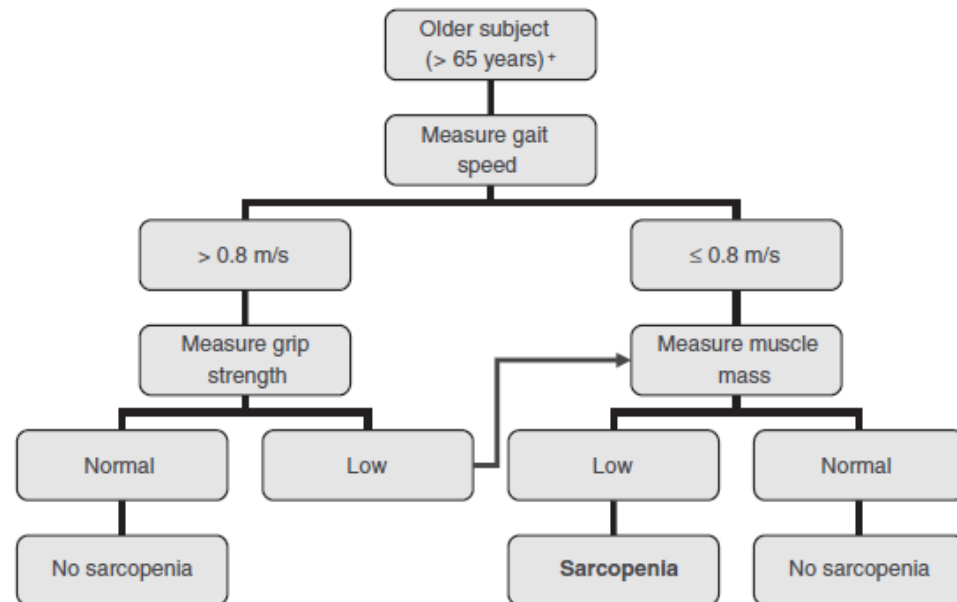 Older subject
(> 65 years)+
Measure gait
speed
> 0.8 m/s
≤ 0.8 m/s
Measure grip
strength
Measure muscle
mass
Normal
Low
Low
Normal
No sarcopenia
Sarcopenia
No sarcopenia